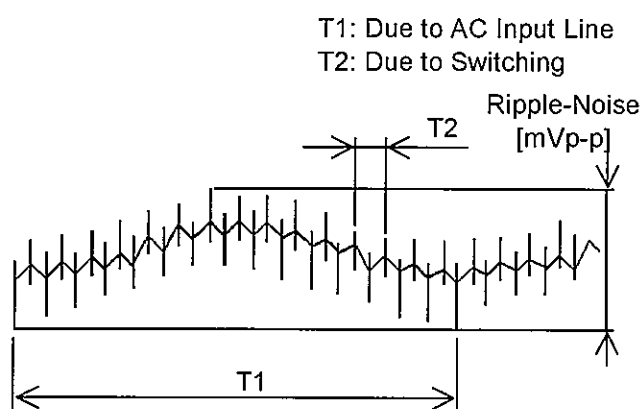 T1: Due to AC Input Line
T2: Due to Switching
Ripple-Noise
[mVp-p]
T2
T1